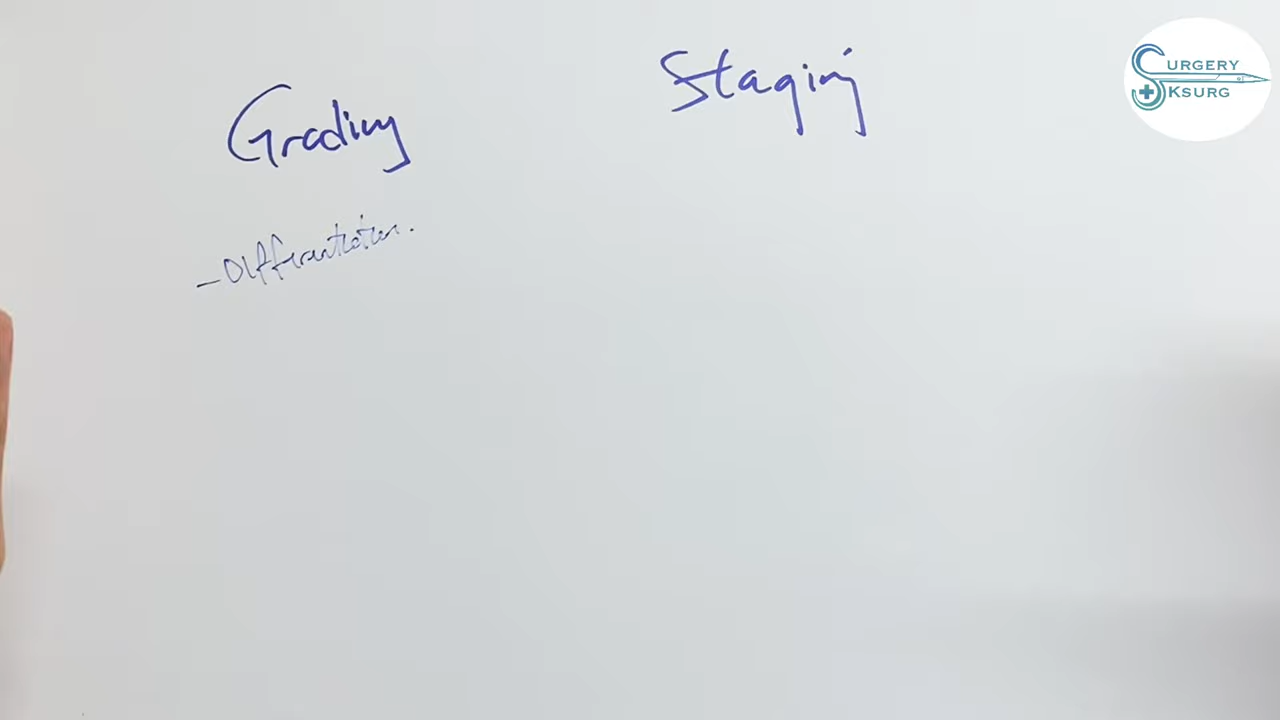 Grading
Staging
- Differentiation.
SURGERY
SKSURG